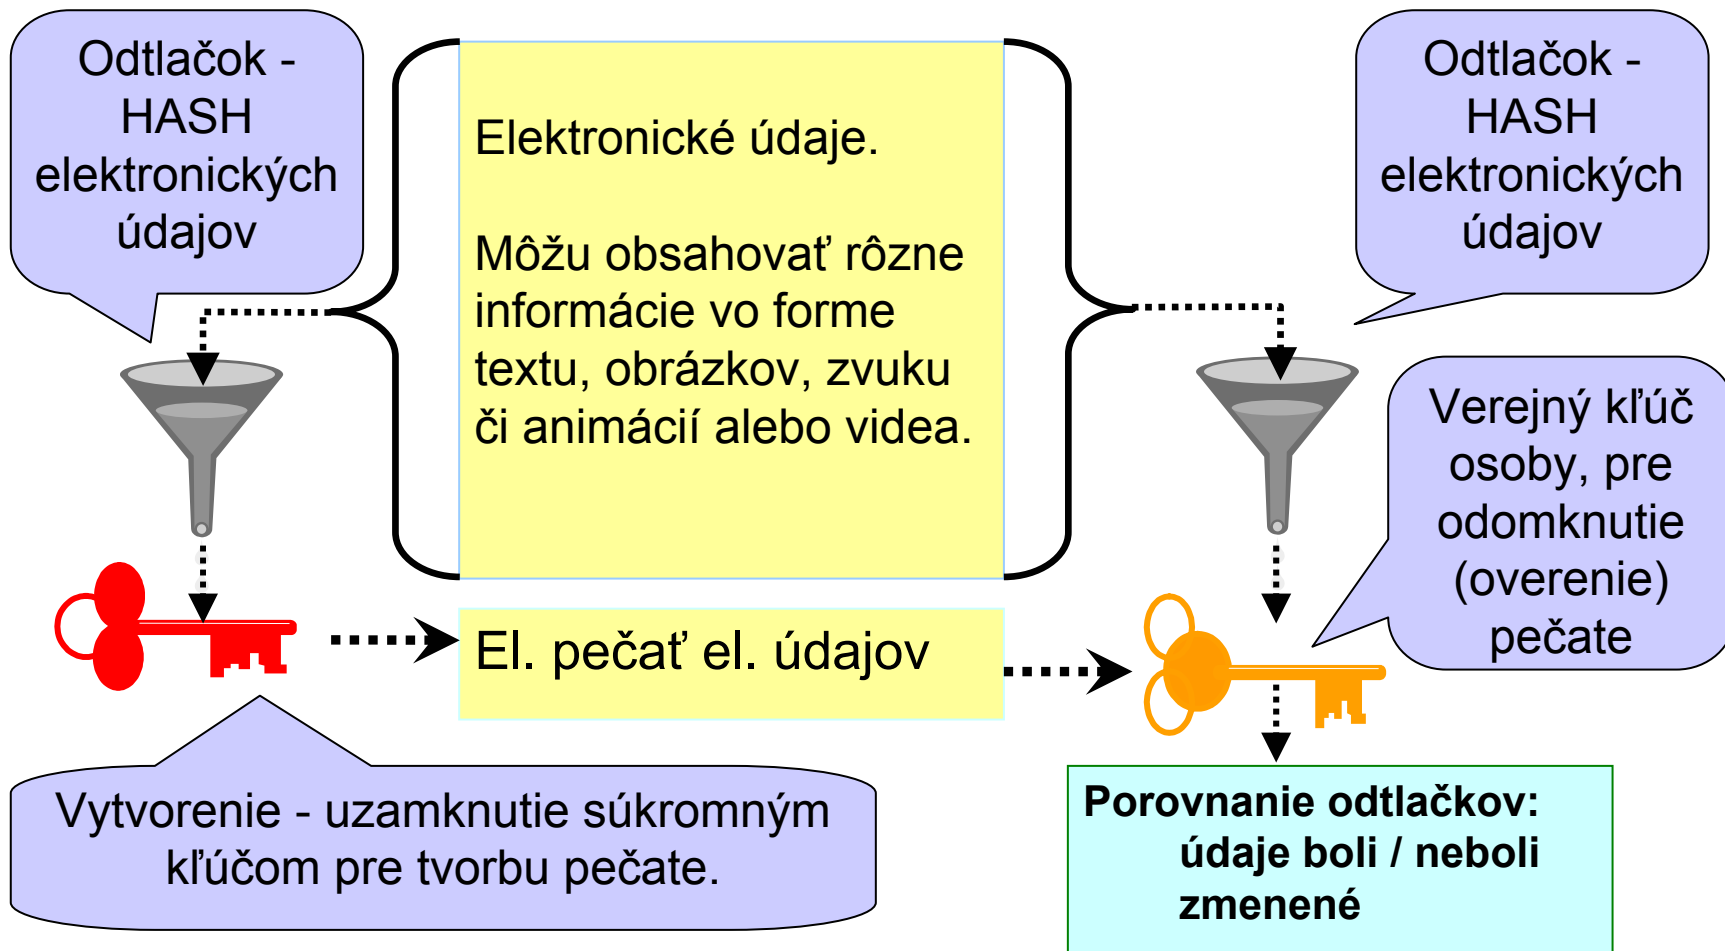 Odtlačok -
HASH
elektronických
údajov
Elektronické údaje.
Môžu obsahovať rôzne
informácie vo forme
textu, obrázkov, zvuku
či animácií alebo videa.
Odtlačok -
HASH
elektronických
údajov
Verejný kľúč
osoby, pre
odomknutie
(overenie)
pečate
El. pečať el. údajov
Vytvorenie - uzamknutie súkromným
kľúčom pre tvorbu pečate.
Porovnanie odtlačkov:
údaje boli / neboli
zmenené